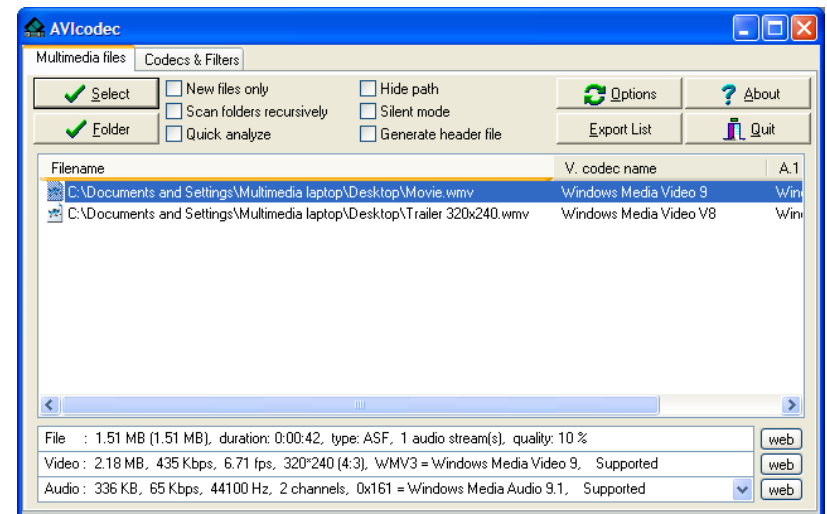 AVIcodec
Multimedia files Codecs & Filters
Select New files only Hide path Options About
Scan folders recursively Silent mode
Folder Quick analyze Generate header file Export List Quit
Filename V. codec name A.1
C:\Documents and Settings\Multimedia laptop\Desktop\Movie.wmv Windows Media Video 9 Win
C:\Documents and Settings\Multimedia laptop\Desktop\Trailer 320x240.wmv Windows Media Video V8 Win
File : 1.51 MB (1.51 MB), duration: 0:00:42, type: ASF, 1 audio stream(s), quality: 10 % web
Video : 2.18 MB, 435 Kbps, 6.71 fps, 320*240 (4:3), WMV3 = Windows Media Video 9, Supported web
Audio : 336 KB, 65 Kbps, 44100 Hz, 2 channels, 0x161 = Windows Media Audio 9.1, Supported web